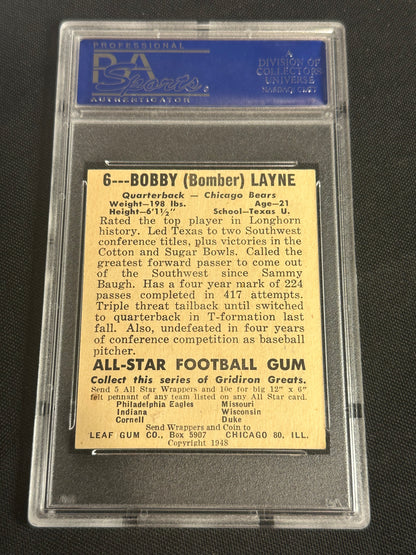 PROFESSIONAL
PSA
Sports
AUTHENTICATOR
A
DIVISION OF
COLLECTORS
UNIVERSE
NASDAQ: CLCT
6---BOBBY (Bomber) LAYNE
Quarterback — Chicago Bears
Weight—198 lbs. Age—21
Height—6'1½" School—Texas U.
Rated the top player in Longhorn
history. Led Texas to two Southwest
conference titles, plus victories in the
Cotton and Sugar Bowls. Called the
greatest forward passer to come out
of the Southwest since Sammy
Baugh. Has a four year mark of 224
passes completed in 417 attempts.
Triple threat tailback until switched
to quarterback in T-formation last
fall. Also, undefeated in four years
of conference competition as baseball
pitcher.
ALL-STAR FOOTBALL GUM
Collect this series of Gridiron Greats.
Send 5 All Star Wrappers and 10c for big 12" x 6"
felt pennant of any team listed on any All Star card.
Philadelphia Eagles Missouri
Indiana Wisconsin
Cornell Duke
Send Wrappers and Coin to
LEAF GUM CO., Box 5907 CHICAGO 80, ILL.
Copyright 1948